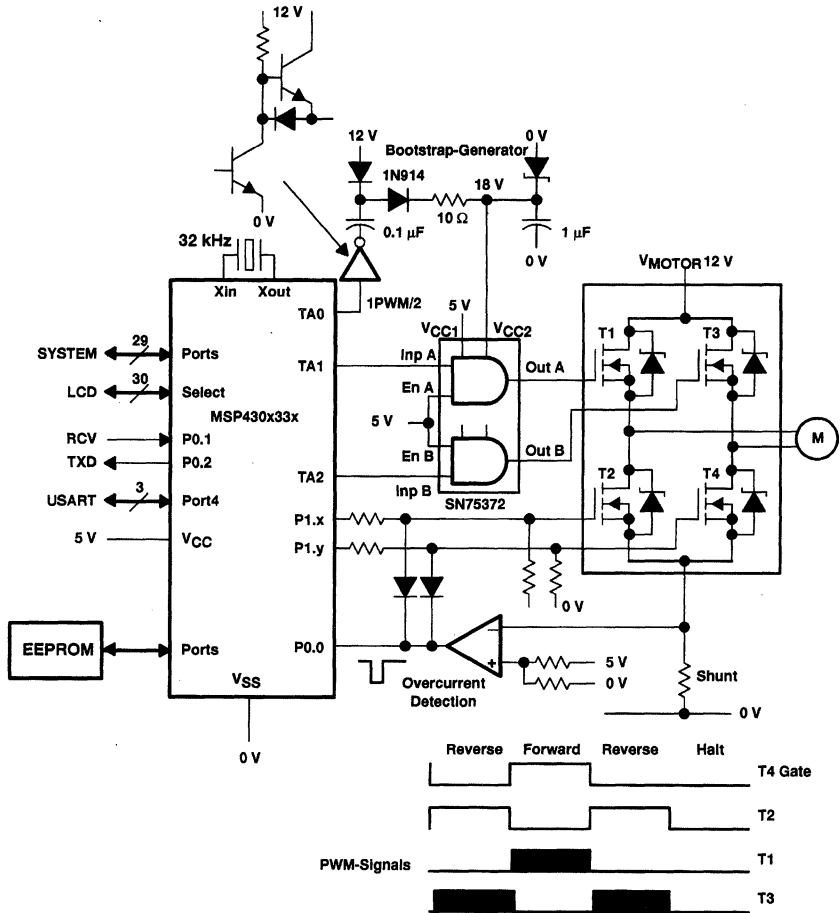 12 V
0 V
12 V
Bootstrap-Generator
0 V
1N914
18 V
10 Ω
0.1 µF
1 µF
0 V
32 kHz
Xin
Xout
TA0
1PWM/2
5 V
VCC1
VCC2
VMOTOR 12 V
SYSTEM
29
Ports
LCD
30
Select
MSP430x33x
RCV
P0.1
TXD
P0.2
USART
3
Port4
5 V
VCC
EEPROM
Ports
VSS
0 V
TA1
Inp A
En A
Out A
5 V
En B
Out B
TA2
Inp B
SN75372
P1.x
P1.y
P0.0
T1
T3
T2
T4
M
0 V
–
+
5 V
0 V
Overcurrent
Detection
Shunt
0 V
Reverse
Forward
Reverse
Halt
T4 Gate
T2
PWM-Signals
T1
T3